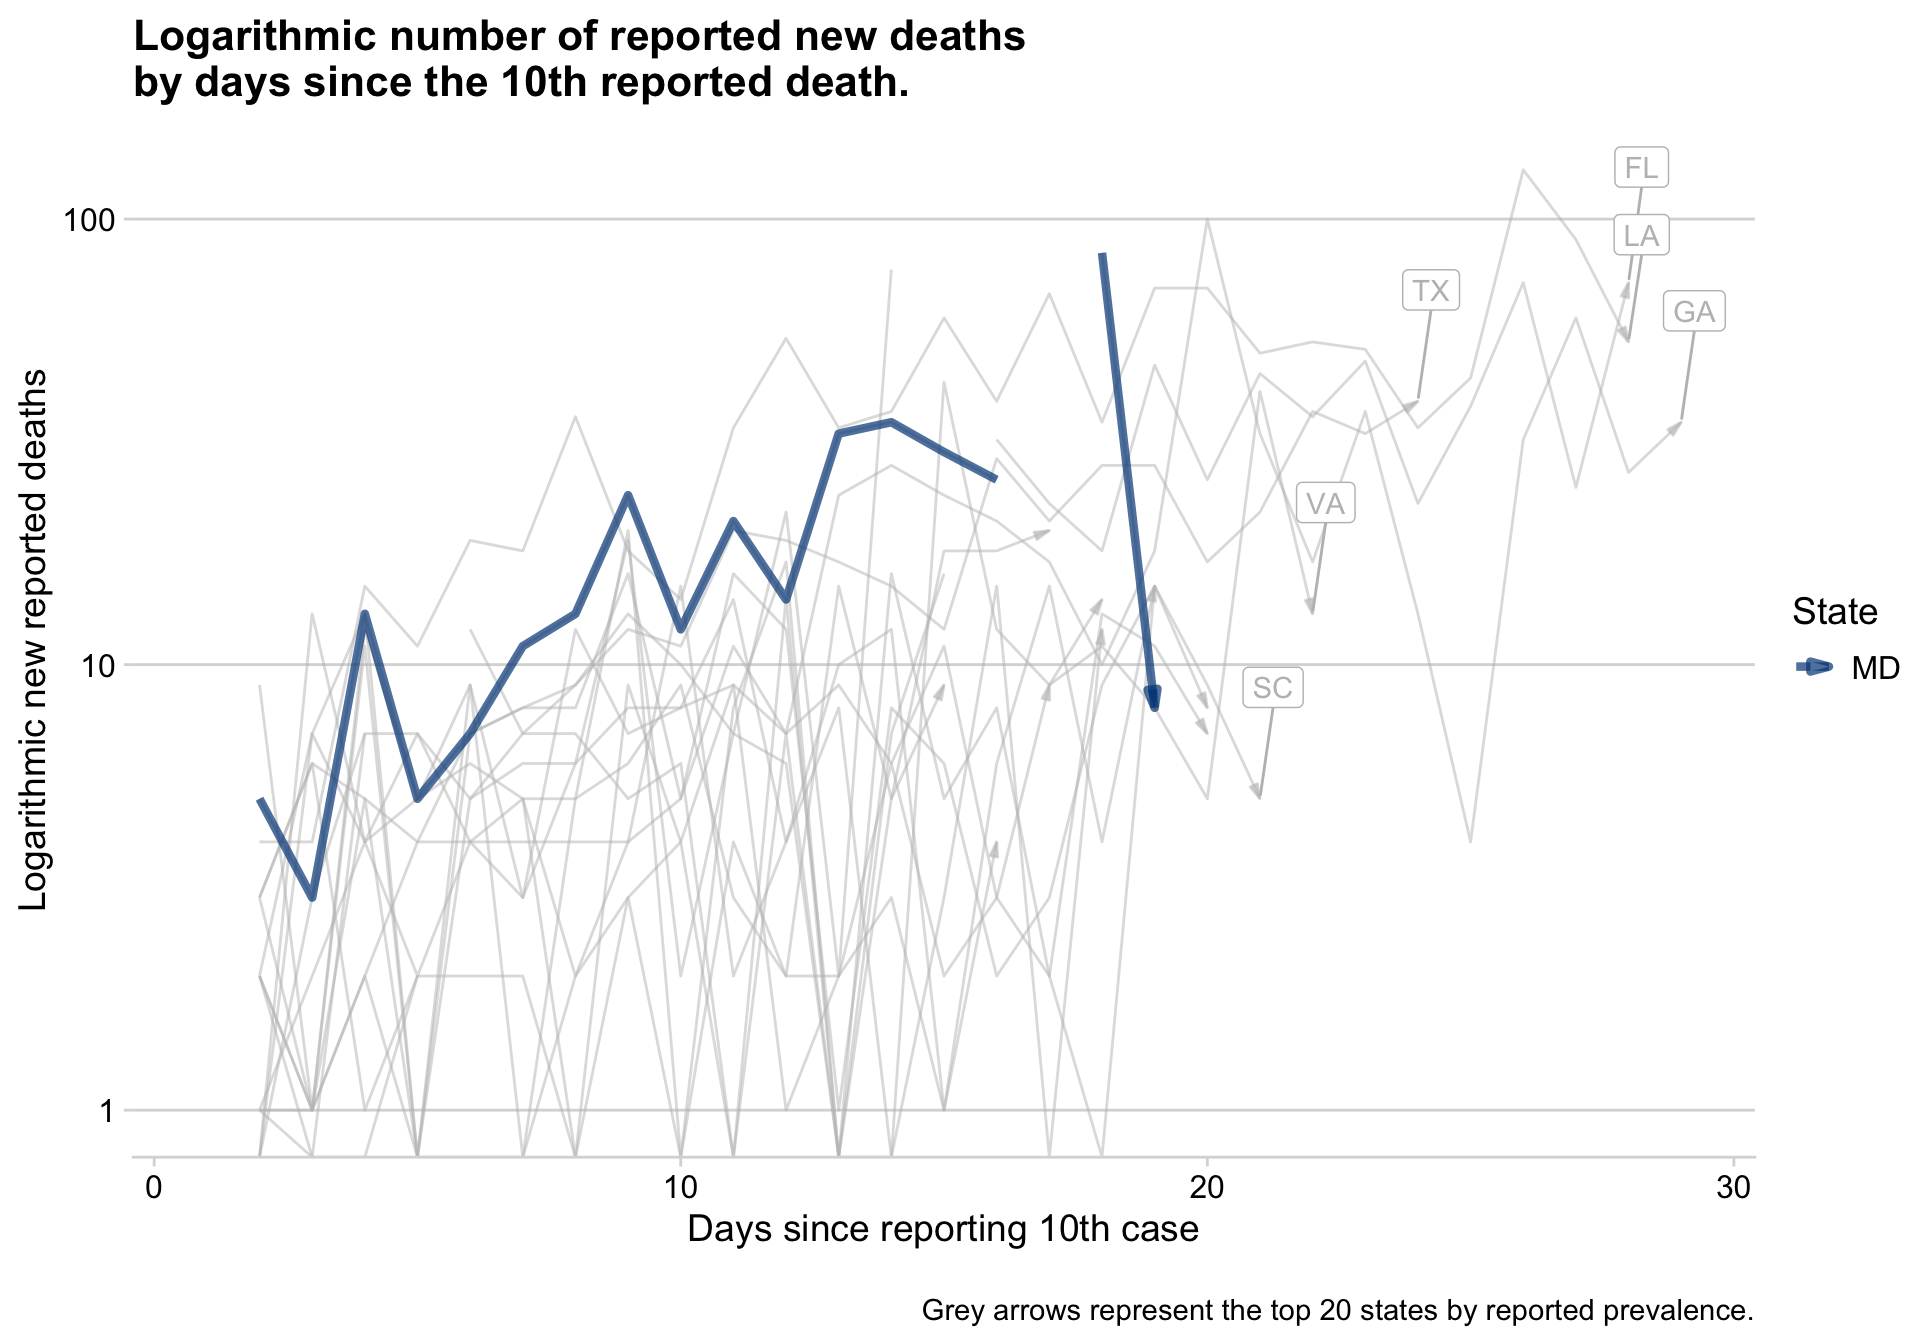 Logarithmic number of reported new deaths
by days since the 10th reported death.
Logarithmic new reported deaths
100
10
1
FL
LA
TX
GA
VA
SC
State
MD
0
10
20
30
Days since reporting 10th case
Grey arrows represent the top 20 states by reported prevalence.